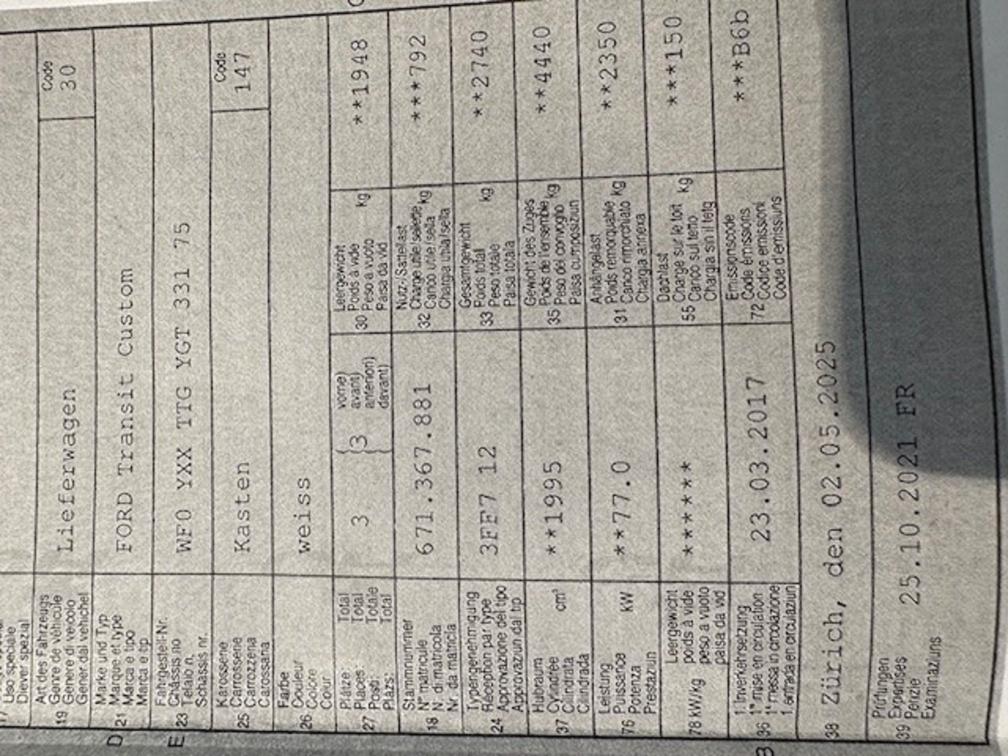 Uso speciale
Diever spezial
Art des Fahrzeugs
Genre de véhicule
19 Genere di veicolo
Gener dal vehichel
Lieferwagen
Code
30
Marke und Typ
Marque et type
21 Marca e tipo
Marca e tip
FORD Transit Custom
Fahrgestell-Nr.
Châssis no
23 Telaio n.
Schassis nr.
WF0 YXX TTG YGT 331 75
Karosserie
Carrosserie
25 Carrozzeria
Carossaria
Kasten
Code
147
Farbe
Couleur
26 Colore
Colur
weiss
Plätze Total
Places: Total
27 Posti: Totale
Plazs: Total
3 {3
vorne)
avant)
anteriori)
davant)
Leergewicht
Poids à vide
30 Peso a vuoto kg
Paisa da vid
**1948
Stammnummer
N° matricule
18 N. di matricola
Nr. da matricla
671.367.881
Nutz-/Sattellast
Charge utile/sellette
32 Carico utile/sella kg
Chargia utila/sella
***792
Typengenehmigung
Réception par type
24 Approvazione del tipo
Approvaziun dal tip
3FF7 12
Gesamtgewicht
Poids total
33 Peso totale kg
Paisa totala
**2740
Hubraum
Cylindrée
37 Cilindrata cm³
Cilindrada
**1995
Gewicht des Zuges
Poids de l'ensemble
35 Peso del convoglio kg
Paisa cumposiziun
**4440
Leistung
Puissance
76 Potenza kW
Prestaziun
**77.0
Anhängelast
Poids remorquable
31 Carico rimorchiato kg
Chargia annexa
**2350
Leergewicht
poids à vide
78 kW/kg peso a vuoto
paisa da vid
*******
Dachlast
Charge sur le toit
55 Carico sul tetto kg
Chargia sin il tetg
***150
1. Inverkehrsetzung
1re mise en circulation
36 1a messa in circolazione
1. entrada en circulaziun
23.03.2017
Emissionscode
Code émissions
72 Codice emissioni
Code d'emissiuns
***B6b
38 Zürich, den 02.05.2025
Prüfungen
39 Expertises
Perizie
Examinaziuns
25.10.2021 FR